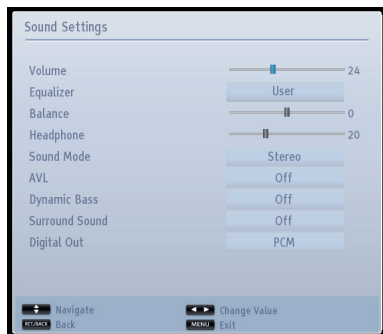 Sound Settings
Volume 24
Equalizer User
Balance 0
Headphone 20
Sound Mode Stereo
AVL Off
Dynamic Bass Off
Surround Sound Off
Digital Out PCM
Navigate Change Value
RET/BACK Back MENU Exit